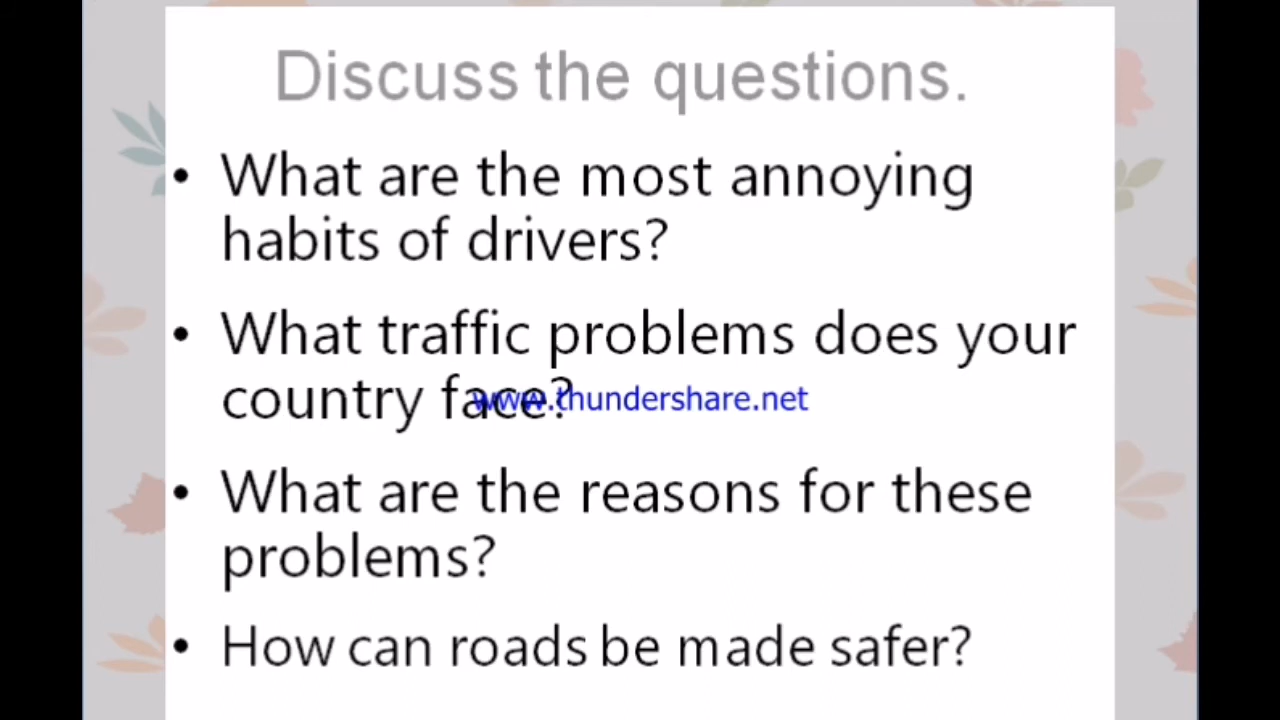 Discuss the questions.
• What are the most annoying
habits of drivers?
• What traffic problems does your
country face?
www.thundershare.net
• What are the reasons for these
problems?
• How can roads be made safer?